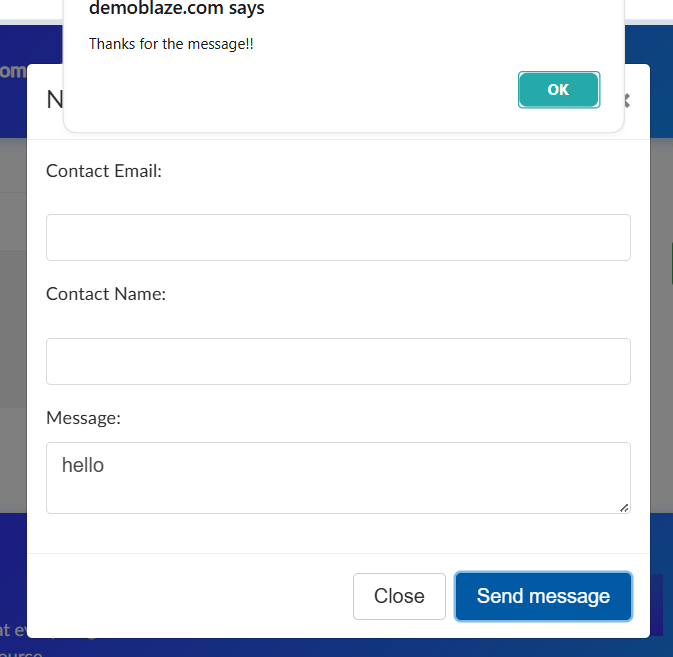 demoblaze.com says
Thanks for the message!!
OK
Contact Email:
Contact Name:
Message:
hello
Close
Send message